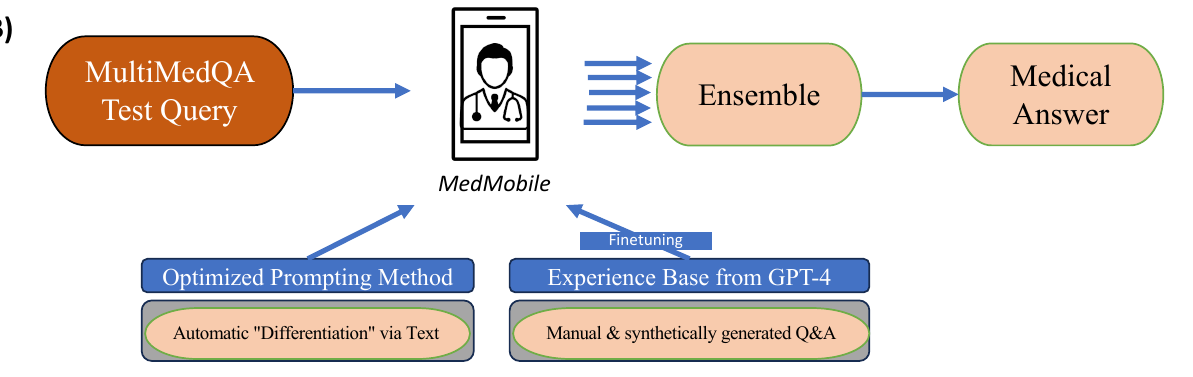 B)
MultiMedQA
Test Query
Ensemble
Medical
Answer
MedMobile
Finetuning
Optimized Prompting Method
Experience Base from GPT-4
Automatic "Differentiation" via Text
Manual & synthetically generated Q&A